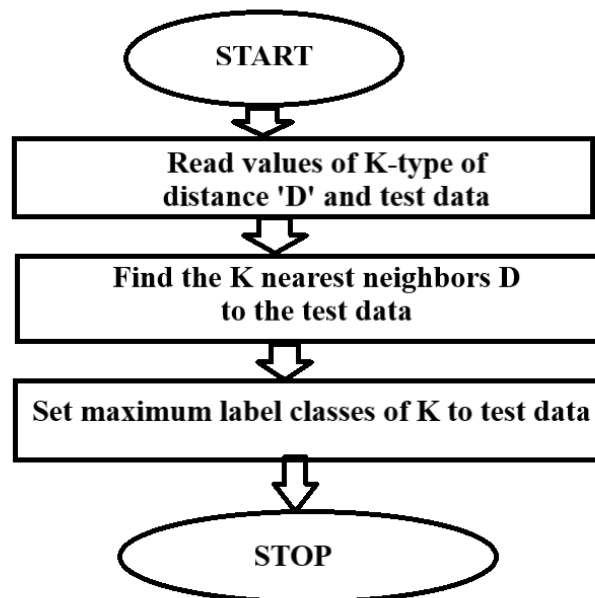 START
Read values of K-type of
distance 'D' and test data
Find the K nearest neighbors D
to the test data
Set maximum label classes of K to test data
STOP